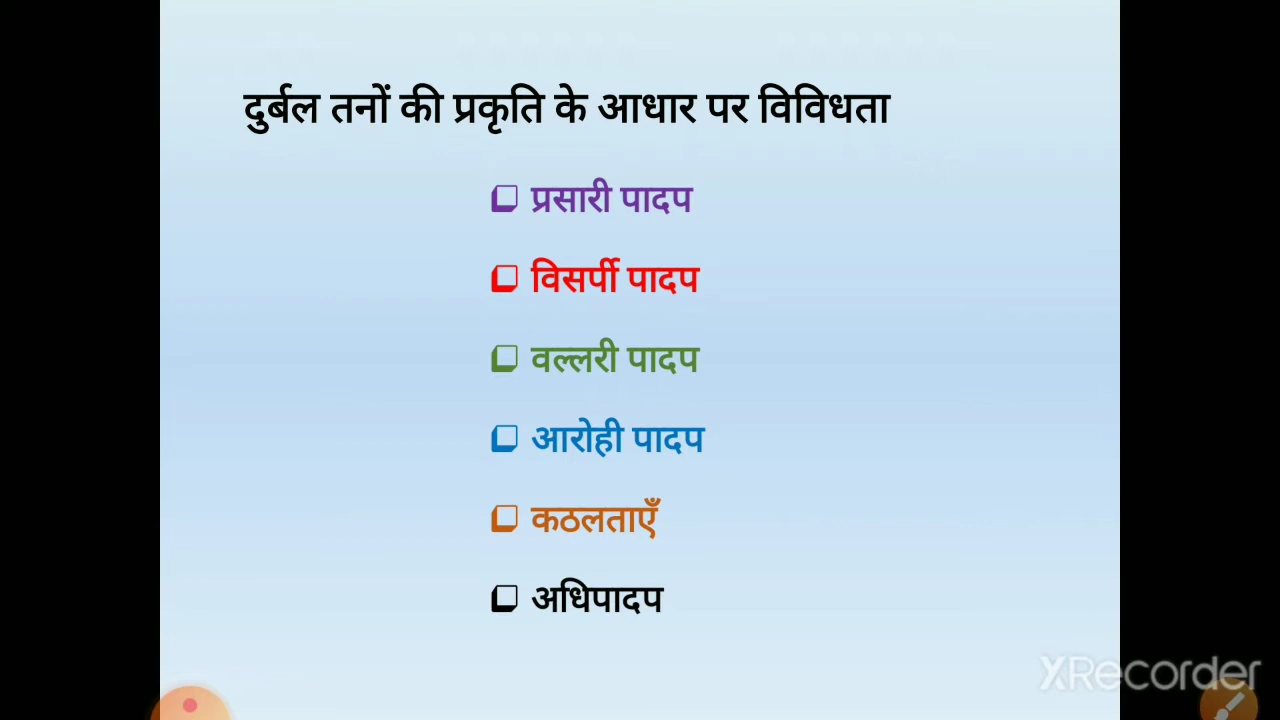 दुर्बल तनों की प्रकृति के आधार पर विविधता
प्रसारी पादप
विसर्पी पादप
वल्लरी पादप
आरोही पादप
कठलताएँ
अधिपादप
XRecorder